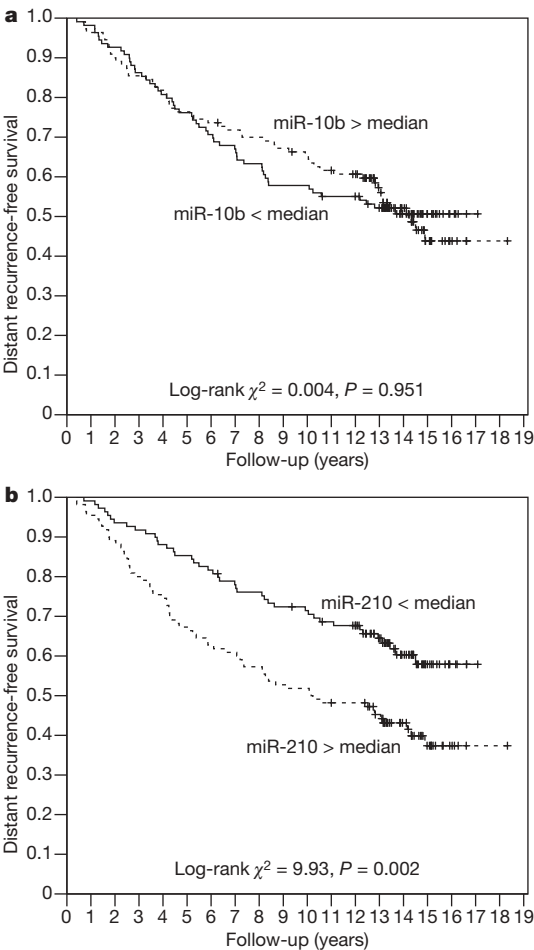 a
Distant recurrence-free survival
1.0
0.9
0.8
0.7
0.6
0.5
0.4
0.3
0.2
0.1
0
miR-10b > median
miR-10b < median
Log-rank χ² = 0.004, P = 0.951
0 1 2 3 4 5 6 7 8 9 10 11 12 13 14 15 16 17 18 19
Follow-up (years)
b
Distant recurrence-free survival
1.0
0.9
0.8
0.7
0.6
0.5
0.4
0.3
0.2
0.1
0
miR-210 < median
miR-210 > median
Log-rank χ² = 9.93, P = 0.002
0 1 2 3 4 5 6 7 8 9 10 11 12 13 14 15 16 17 18 19
Follow-up (years)